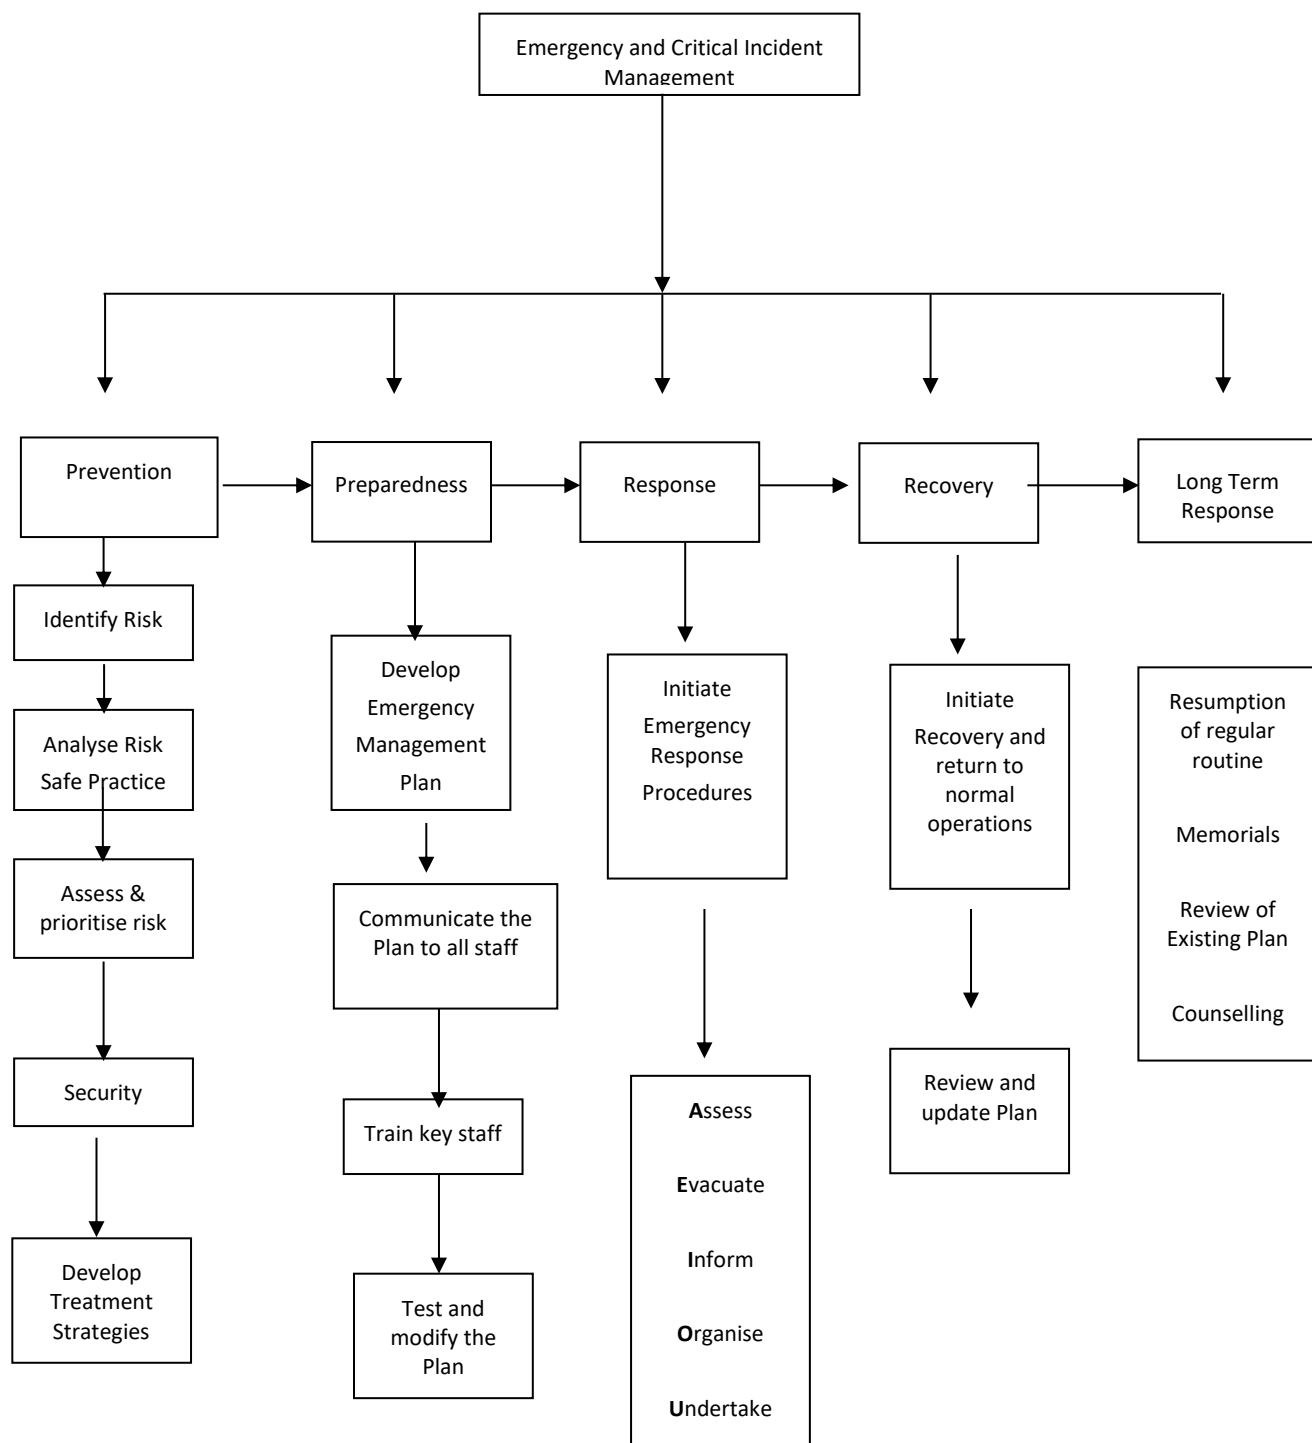 Emergency and Critical Incident
Management
Prevention
Preparedness
Response
Recovery
Long Term
Response
Identify Risk
Analyse Risk
Safe Practice
Assess &
prioritise risk
Security
Develop
Treatment
Strategies
Develop
Emergency
Management
Plan
Communicate the
Plan to all staff
Train key staff
Test and
modify the
Plan
Initiate
Emergency
Response
Procedures
Assess
Evacuate
Inform
Organise
Undertake
Initiate
Recovery and
return to
normal
operations
Review and
update Plan
Resumption
of regular
routine
Memorials
Review of
Existing Plan
Counselling